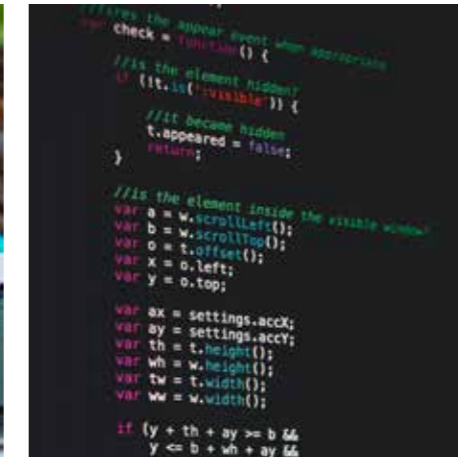 //fires the appear event when appropriate
var check = function() {
//is the element hidden?
if (!t.is(':visible')) {
//it became hidden
t.appeared = false;
return;
}
//is the element inside the visible window?
var a = w.scrollLeft();
var b = w.scrollTop();
var o = t.offset();
var x = o.left;
var y = o.top;
var ax = settings.accX;
var ay = settings.accY;
var th = t.height();
var wh = w.height();
var tw = t.width();
var ww = w.width();
if (y + th + ay >= b &&
y <= b + wh + ay &&